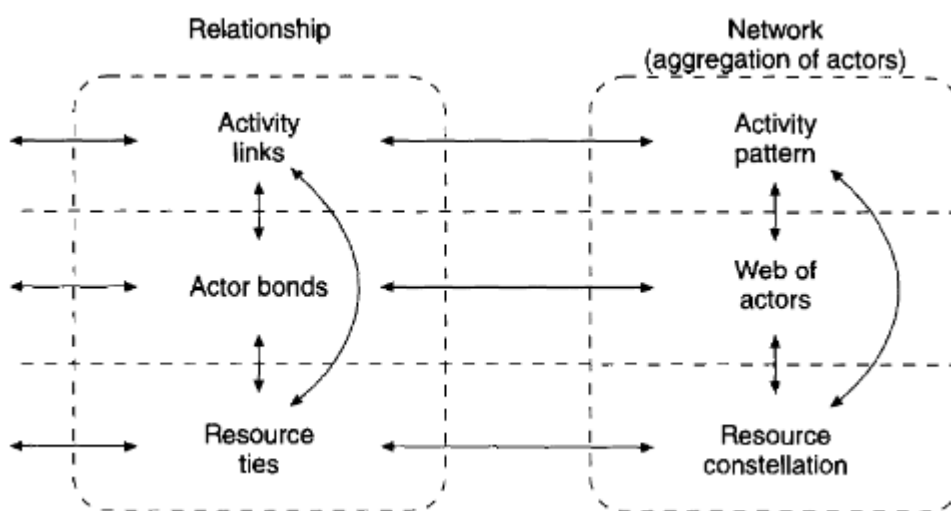 Relationship
Network
(aggregation of actors)
Activity
links
Activity
pattern
Actor bonds
Web of
actors
Resource
ties
Resource
constellation